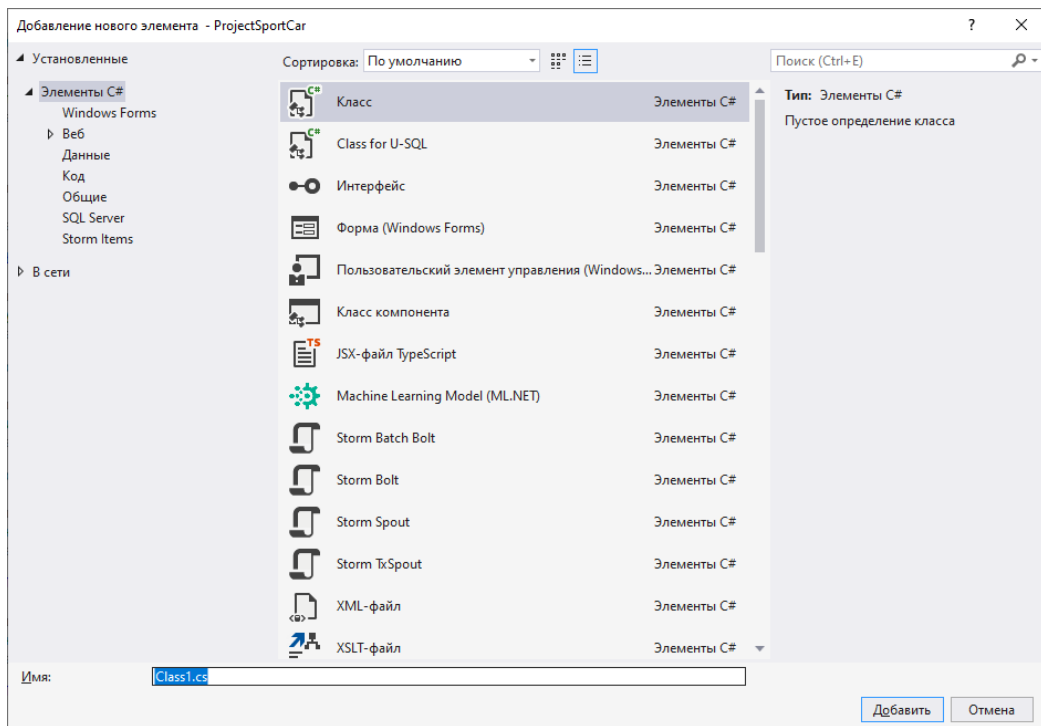 Добавление нового элемента - ProjectSportCar
?
Установленные
Сортировка: По умолчанию
Поиск (Ctrl+E)
Элементы C#
Windows Forms
Веб
Данные
Код
Общие
SQL Server
Storm Items
В сети
C# Класс Элементы C#
C# Class for U-SQL Элементы C#
Интерфейс Элементы C#
Форма (Windows Forms) Элементы C#
Пользовательский элемент управления (Windows... Элементы C#
Класс компонента Элементы C#
TS JSX-файл TypeScript Элементы C#
Machine Learning Model (ML.NET) Элементы C#
Storm Batch Bolt Элементы C#
Storm Bolt Элементы C#
Storm Spout Элементы C#
Storm TxSpout Элементы C#
XML-файл Элементы C#
XSLT-файл Элементы C#
Тип: Элементы C#
Пустое определение класса
Имя: Class1.cs
Добавить Отмена